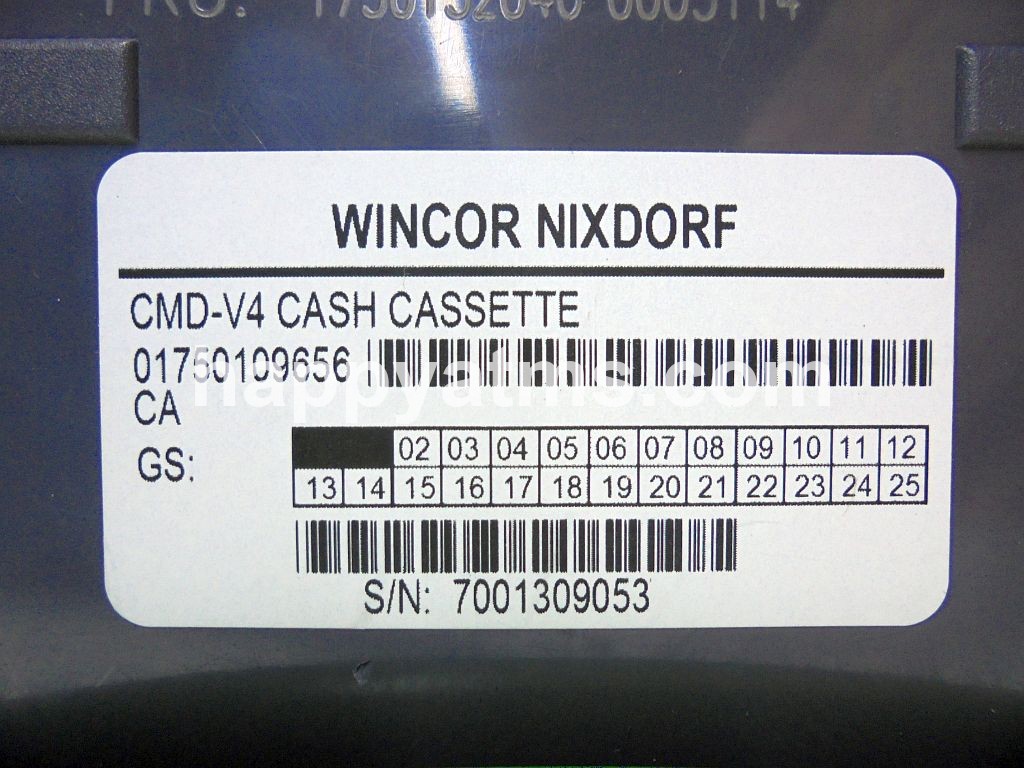 WINCOR NIXDORF
CMD-V4 CASH CASSETTE
01750109656
CA
GS:
02 03 04 05 06 07 08 09 10 11 12
13 14 15 16 17 18 19 20 21 22 23 24 25
S/N: 7001309053
happyatms.com